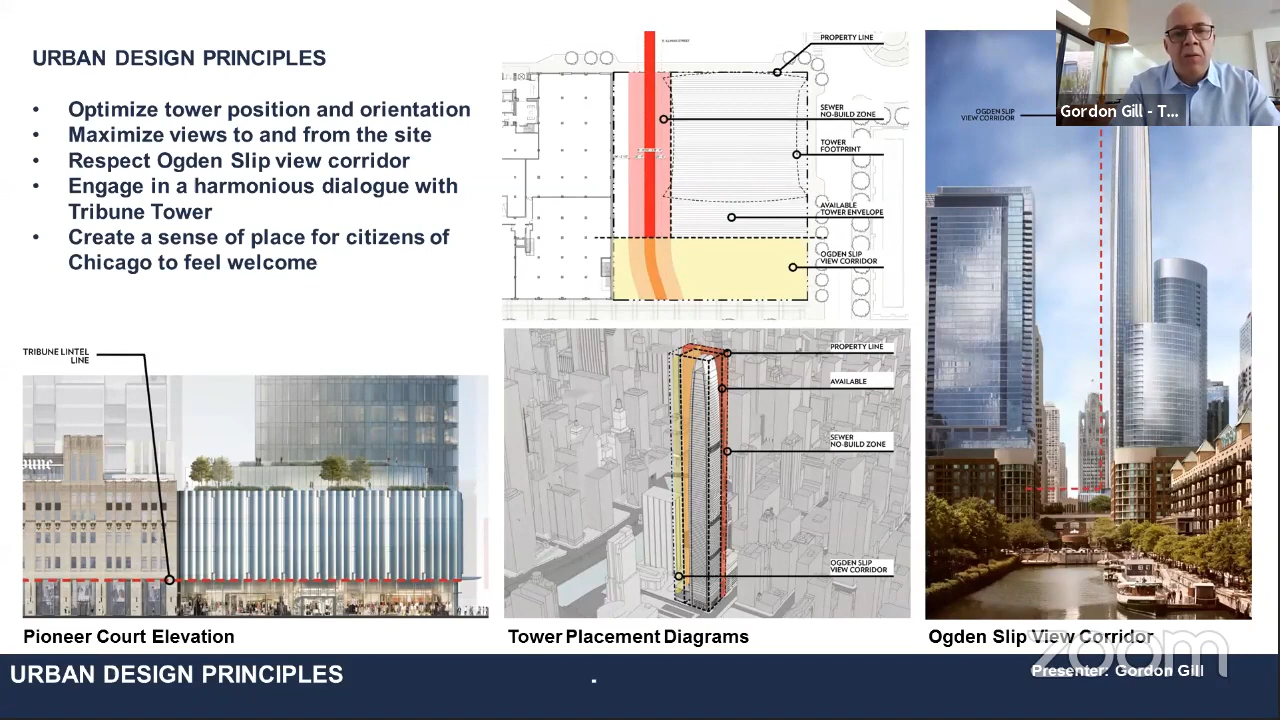 URBAN DESIGN PRINCIPLES
• Optimize tower position and orientation
• Maximize views to and from the site
• Respect Ogden Slip view corridor
• Engage in a harmonious dialogue with
Tribune Tower
• Create a sense of place for citizens of
Chicago to feel welcome
TRIBUNE LINTEL
LINE
Pioneer Court Elevation
PROPERTY LINE
SEWER
NO-BUILD ZONE
TOWER
FOOTPRINT
AVAILABLE
TOWER ENVELOPE
OGDEN SLIP
VIEW CORRIDOR
PROPERTY LINE
AVAILABLE
SEWER
NO-BUILD ZONE
OGDEN SLIP
VIEW CORRIDOR
Tower Placement Diagrams
OGDEN SLIP
VIEW CORRIDOR
Gordon Gill - T...
Ogden Slip View Corridor
zoom
URBAN DESIGN PRINCIPLES
.
Presenter: Gordon Gill